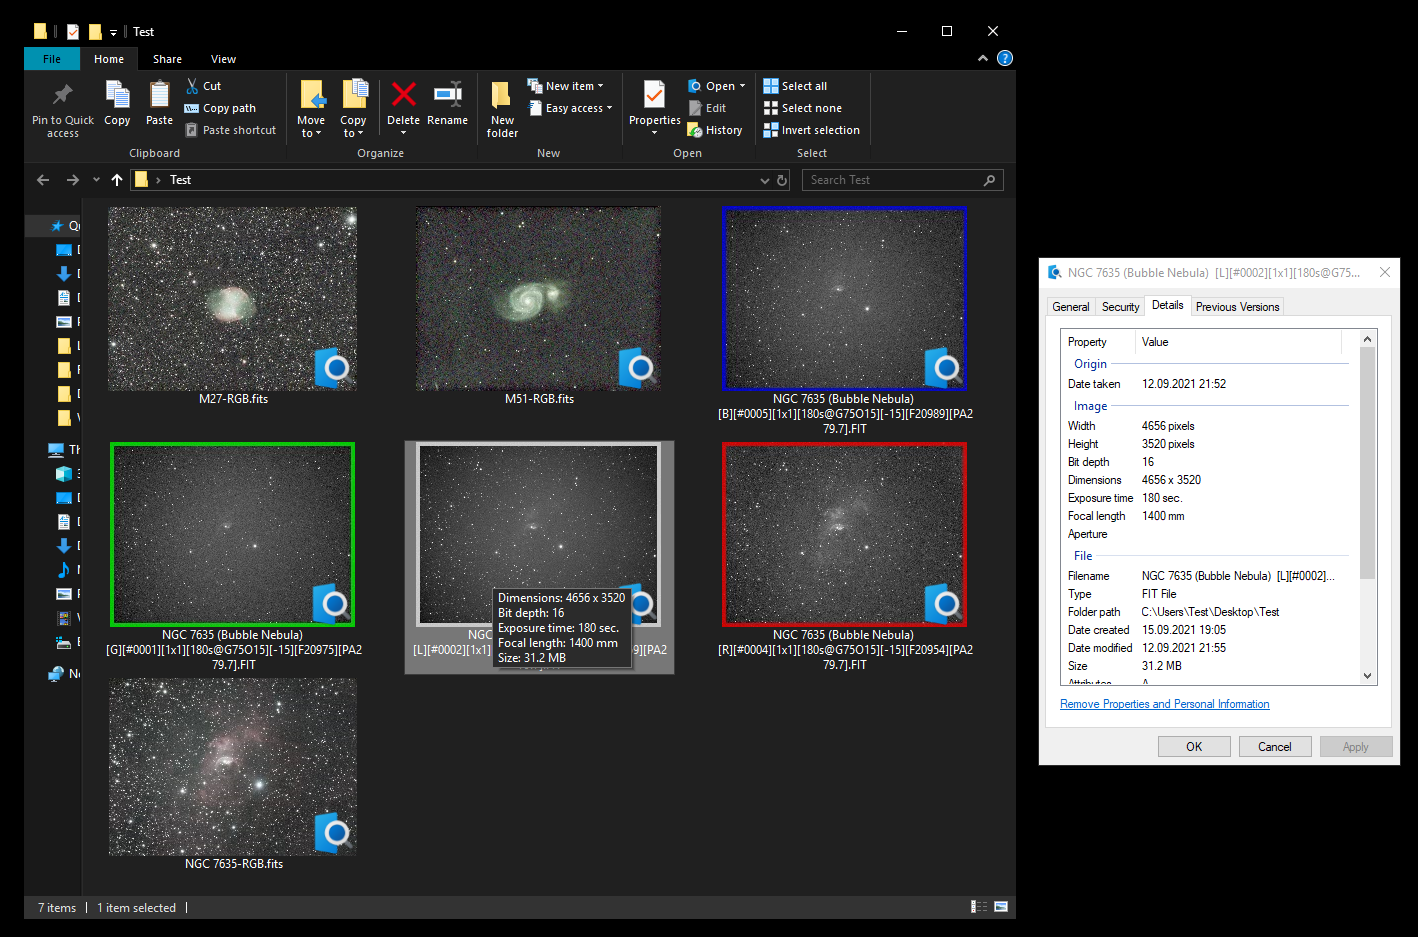 Test
File
Home
Share
View
Pin to Quick access
Copy
Paste
Cut
Copy path
Paste shortcut
Clipboard
Move to
Copy to
Delete
Rename
Organize
New folder
New item
Easy access
New
Properties
Open
Edit
History
Open
Select all
Select none
Invert selection
Select
Test
Search Test
M27-RGB.fits
M51-RGB.fits
NGC 7635 (Bubble Nebula)
[B][#0005][1x1][180s@G75O15][-15][F20989][PA2
79.7].FIT
NGC 7635 (Bubble Nebula)
[G][#0001][1x1][180s@G75O15][-15][F20975][PA2
79.7].FIT
NGC
[L][#0002][1x1]
9][PA2
Dimensions: 4656 x 3520
Bit depth: 16
Exposure time: 180 sec.
Focal length: 1400 mm
Size: 31.2 MB
NGC 7635 (Bubble Nebula)
[R][#0004][1x1][180s@G75O15][-15][F20954][PA2
79.7].FIT
NGC 7635-RGB.fits
7 items
1 item selected
NGC 7635 (Bubble Nebula) [L][#0002][1x1][180s@G75...
General
Security
Details
Previous Versions
Property Value
Origin
Date taken 12.09.2021 21:52
Image
Width 4656 pixels
Height 3520 pixels
Bit depth 16
Dimensions 4656 x 3520
Exposure time 180 sec.
Focal length 1400 mm
Aperture
File
Filename NGC 7635 (Bubble Nebula) [L][#0002]...
Type FIT File
Folder path C:\Users\Test\Desktop\Test
Date created 15.09.2021 19:05
Date modified 12.09.2021 21:55
Size 31.2 MB
Attributes A
Remove Properties and Personal Information
OK
Cancel
Apply